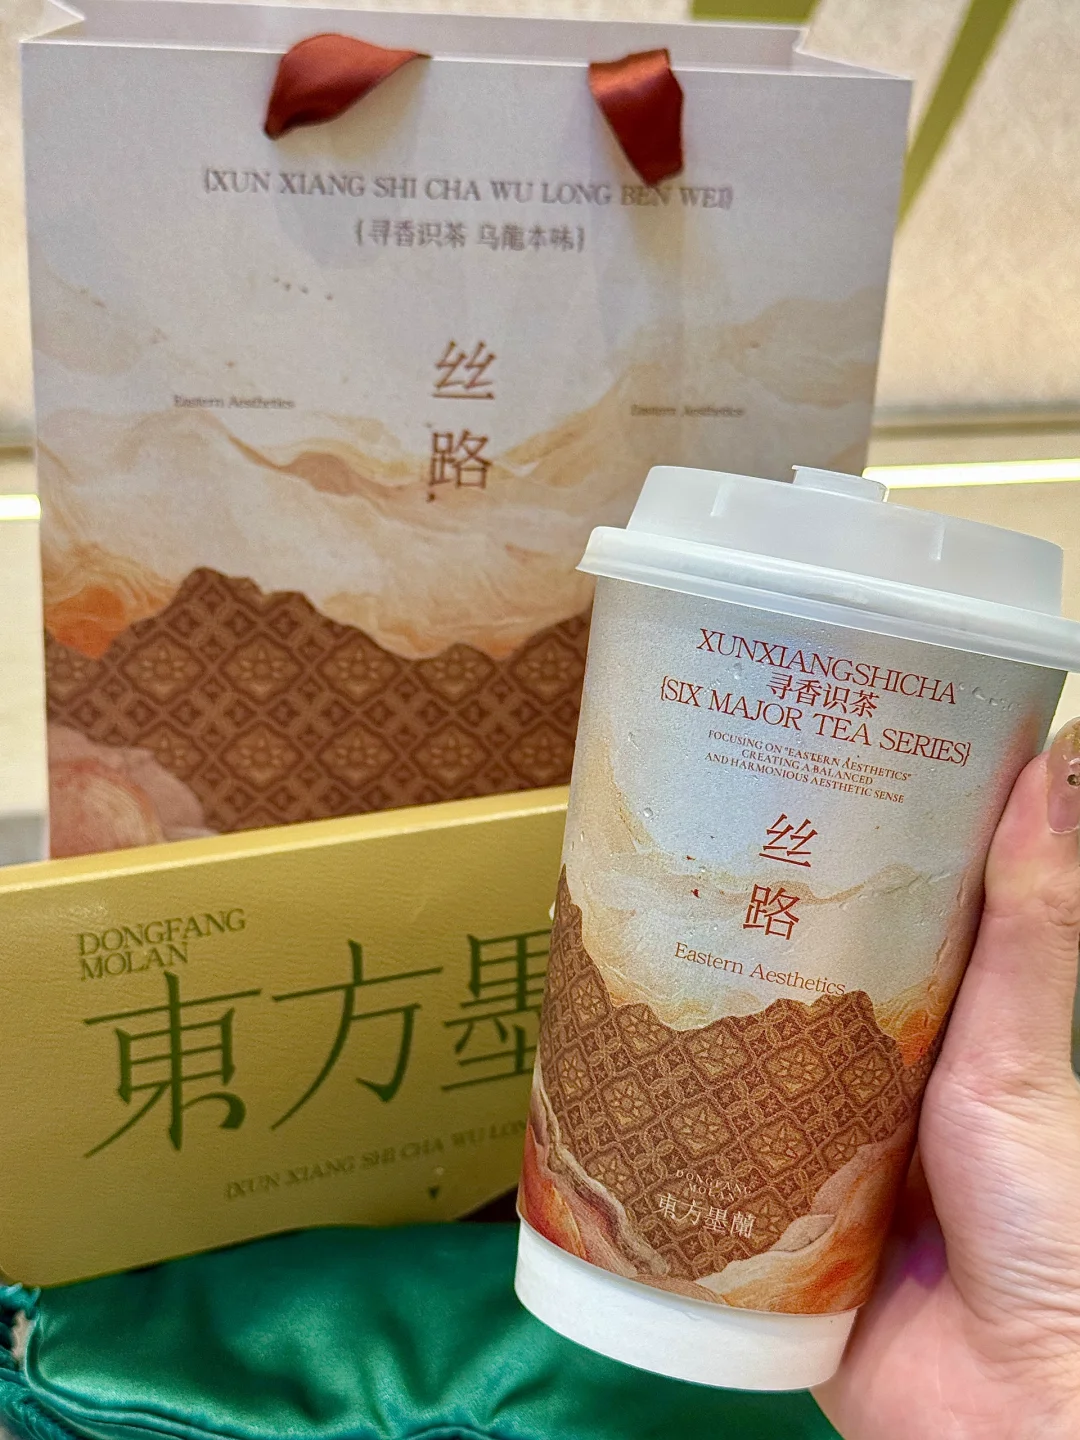 {XUN XIANG SHI CHA WU LONG BEN WEI}
{寻香识茶 乌龍本味}
丝
路
Eastern Aesthetics
Eastern Aesthetics
XUNXIANGSHICHA
寻香识茶
{SIX MAJOR TEA SERIES}
FOCUSING ON "EASTERN AESTHETICS"
CREATING A BALANCED
AND HARMONIOUS AESTHETIC SENSE
丝
路
Eastern Aesthetics
DONGFANG
MOLAN
東方墨蘭
DONGFANG
MOLAN
東方墨
{XUN XIANG SHI CHA WU LON